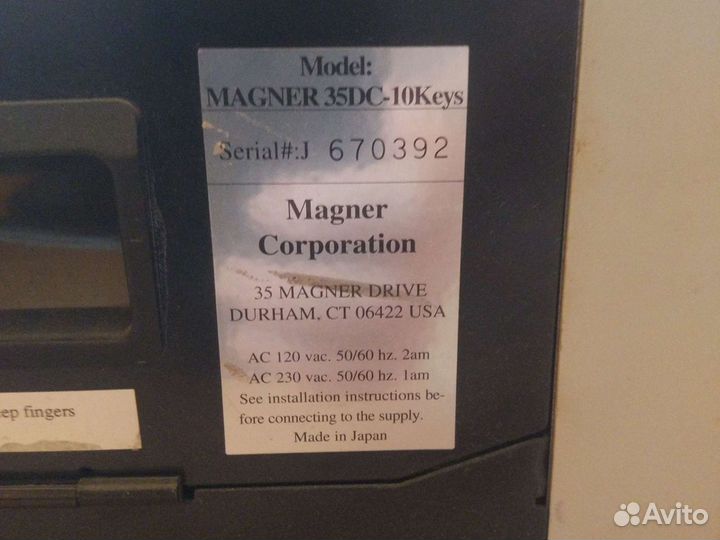 Model:
MAGNER 35DC-10Keys
Serial#:J 670392
Magner
Corporation
35 MAGNER DRIVE
DURHAM, CT 06422 USA
AC 120 vac. 50/60 hz. 2am
AC 230 vac. 50/60 hz. 1am
See installation instructions be-
fore connecting to the supply.
Made in Japan
eep fingers
Avito